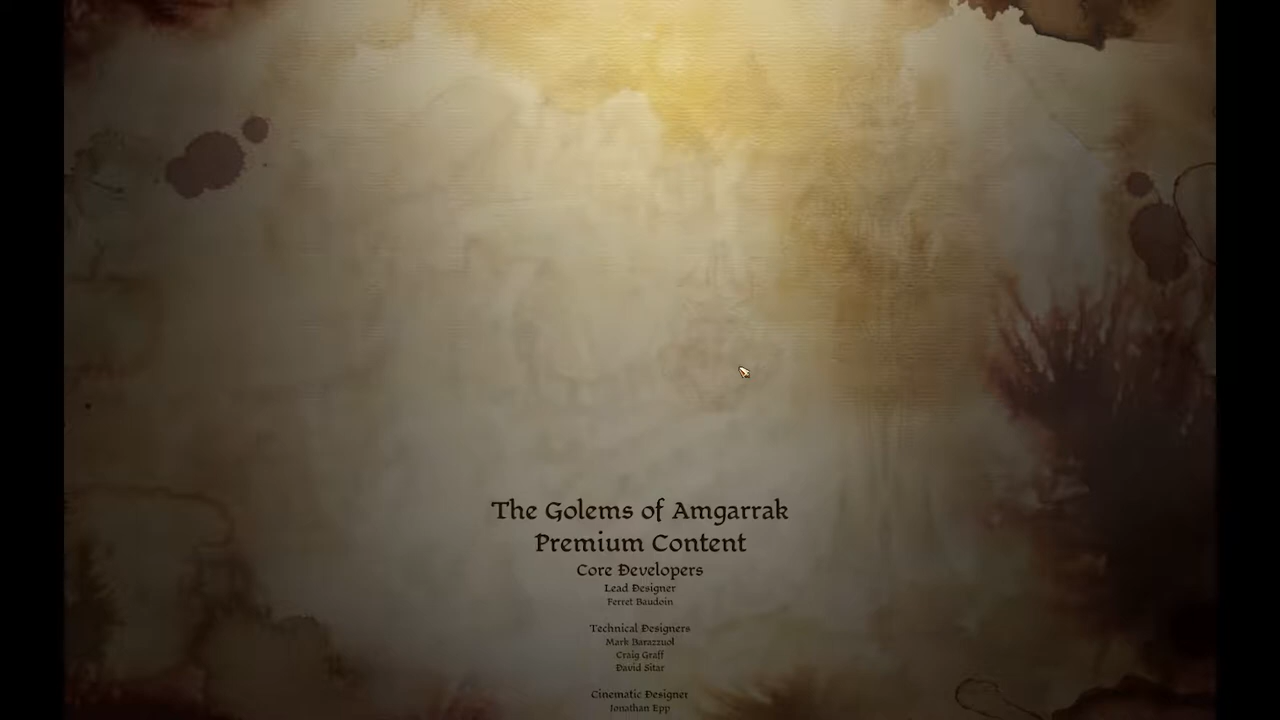 The Golems of Amgarrak
Premium Content
Core Developers
Lead Designer
Ferret Baudoin
Technical Designers
Mark Barazzuol
Craig Graff
David Sitar
Cinematic Designer
Jonathan Epp